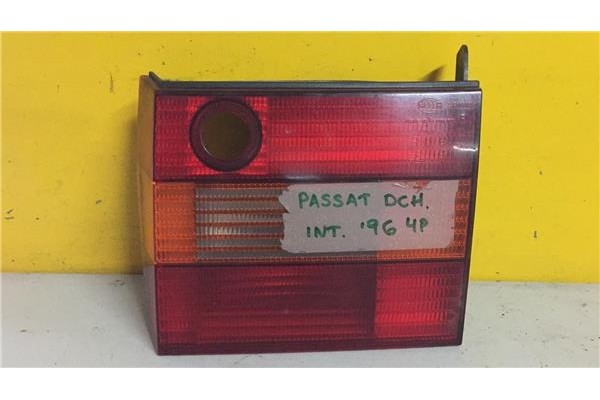 PASSAT DCH.
INT. '96 4P